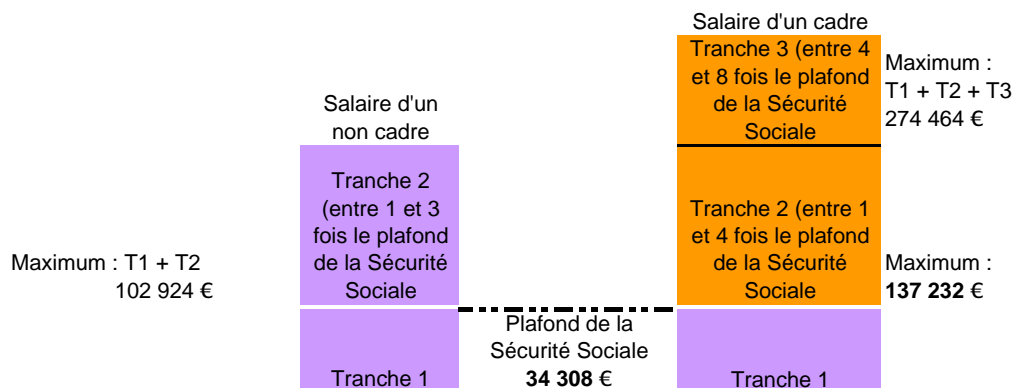 Salaire d'un cadre
Tranche 3 (entre 4
et 8 fois le plafond
de la Sécurité
Sociale
Maximum :
T1 + T2 + T3
274 464 €
Salaire d'un
non cadre
Tranche 2
(entre 1 et 3
fois le plafond
de la Sécurité
Sociale
Maximum : T1 + T2
102 924 €
Tranche 2 (entre 1
et 4 fois le plafond
de la Sécurité
Sociale
Maximum :
137 232 €
Plafond de la
Sécurité Sociale
34 308 €
Tranche 1
Tranche 1